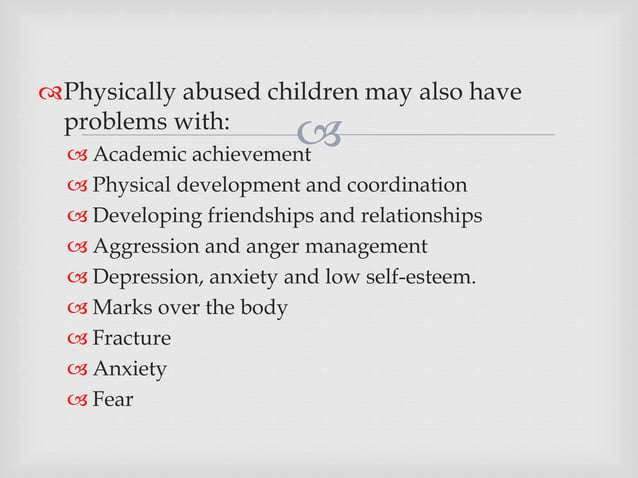 Physically abused children may also have
problems with:
Academic achievement
Physical development and coordination
Developing friendships and relationships
Aggression and anger management
Depression, anxiety and low self-esteem.
Marks over the body
Fracture
Anxiety
Fear